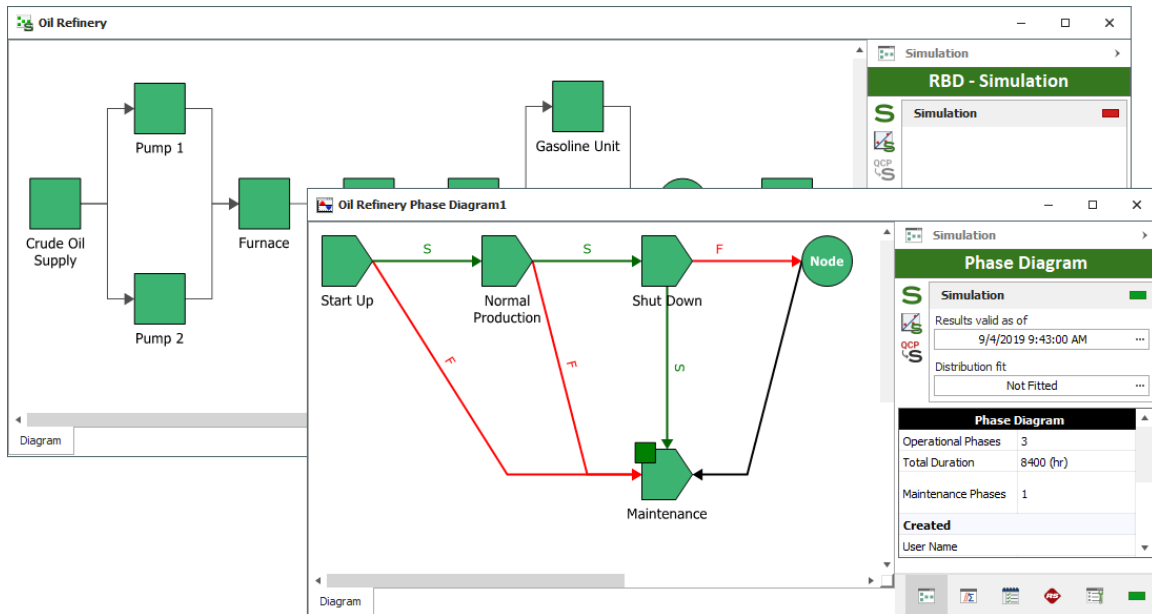 Oil Refinery
Simulation
RBD - Simulation
Simulation
QCP
S
Pump 1
Gasoline Unit
Crude Oil
Supply
Furnace
Pump 2
Diagram
Oil Refinery Phase Diagram1
S
S
F
Node
Start Up
Normal
Production
Shut Down
F
F
S
Maintenance
Diagram
Simulation
Phase Diagram
S
Simulation
Results valid as of
9/4/2019 9:43:00 AM
...
QCP
S
Distribution fit
Not Fitted
...
Phase Diagram
Operational Phases 3
Total Duration 8400 (hr)
Maintenance Phases 1
Created
User Name